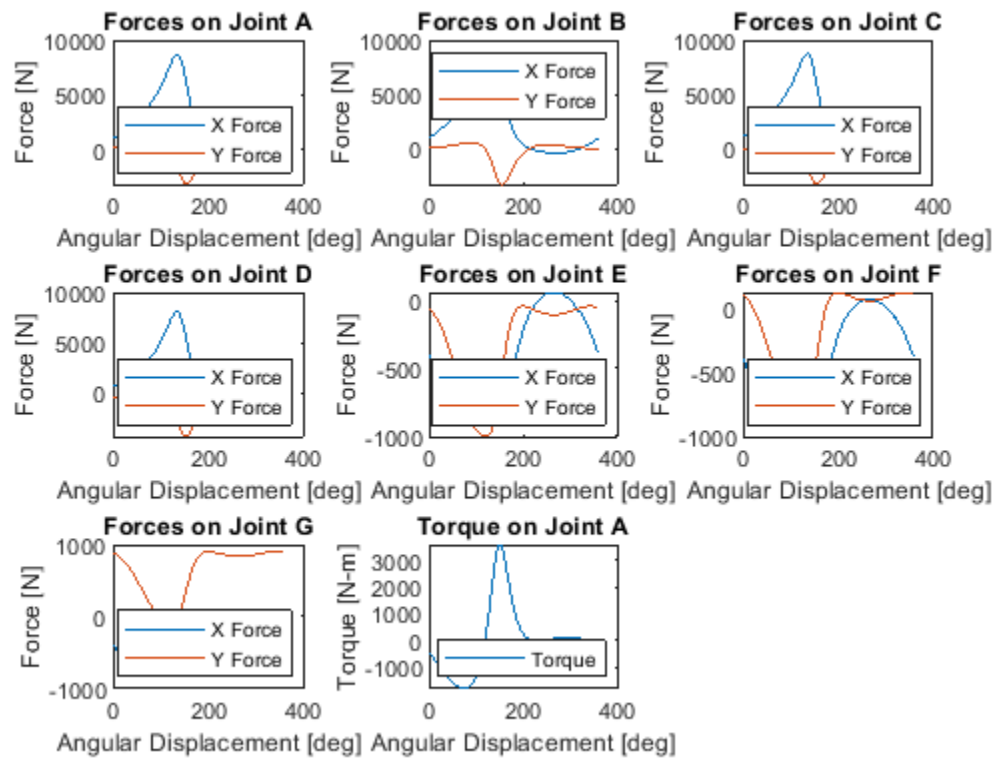 Forces on Joint A
Force [N]
10000
5000
0
X Force
Y Force
0 200 400
Angular Displacement [deg]
Forces on Joint B
Force [N]
10000
5000
0
X Force
Y Force
0 200 400
Angular Displacement [deg]
Forces on Joint C
Force [N]
10000
5000
0
X Force
Y Force
0 200 400
Angular Displacement [deg]
Forces on Joint D
Force [N]
10000
5000
0
X Force
Y Force
0 200 400
Angular Displacement [deg]
Forces on Joint E
Force [N]
0
-500
-1000
X Force
Y Force
0 200 400
Angular Displacement [deg]
Forces on Joint F
Force [N]
0
-500
-1000
X Force
Y Force
0 200 400
Angular Displacement [deg]
Forces on Joint G
Force [N]
1000
0
-1000
X Force
Y Force
0 200 400
Angular Displacement [deg]
Torque on Joint A
Torque [N-m]
3000
2000
1000
0
-1000
Torque
0 200 400
Angular Displacement [deg]